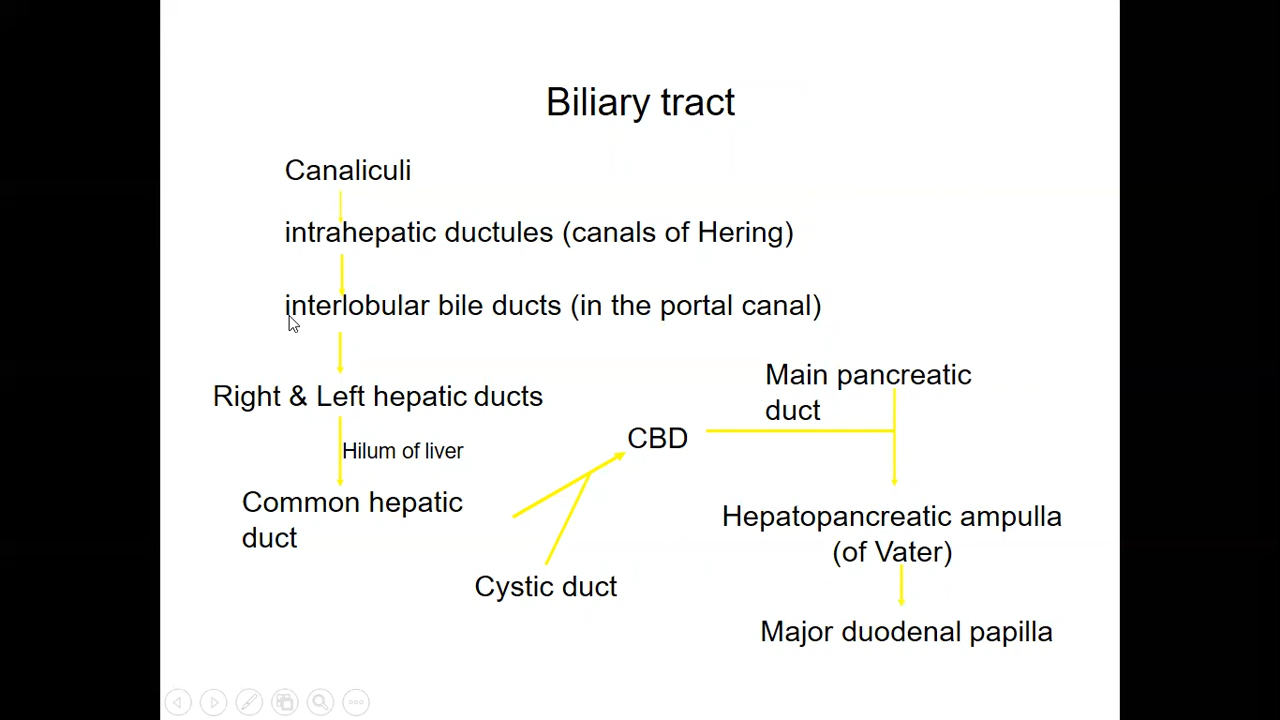 Biliary tract
Canaliculi
intrahepatic ductules (canals of Hering)
interlobular bile ducts (in the portal canal)
Right & Left hepatic ducts
Hilum of liver
Common hepatic
duct
Cystic duct
CBD
Main pancreatic
duct
Hepatopancreatic ampulla
(of Vater)
Major duodenal papilla